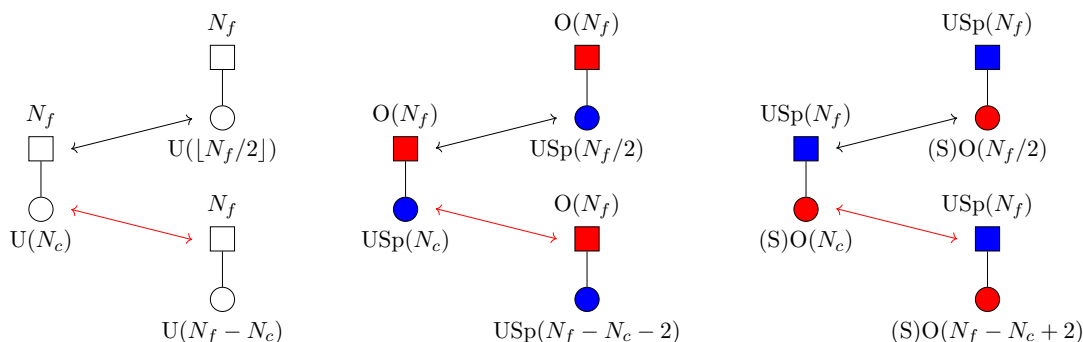 N_f
U(⌊N_f/2⌋)
N_f
U(N_c)
N_f
U(N_f − N_c)
O(N_f)
USp(N_f/2)
O(N_f)
USp(N_c)
O(N_f)
USp(N_f − N_c − 2)
USp(N_f)
(S)O(N_f/2)
USp(N_f)
(S)O(N_c)
USp(N_f)
(S)O(N_f − N_c + 2)